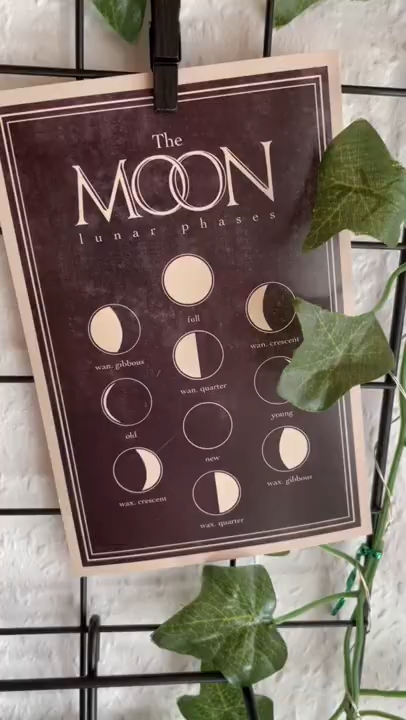 The
MOON
lunar phases
full
wan. gibbous
wan. crescent
wan. quarter
old
young
new
wax. crescent
wax. gibbous
wax. quarter